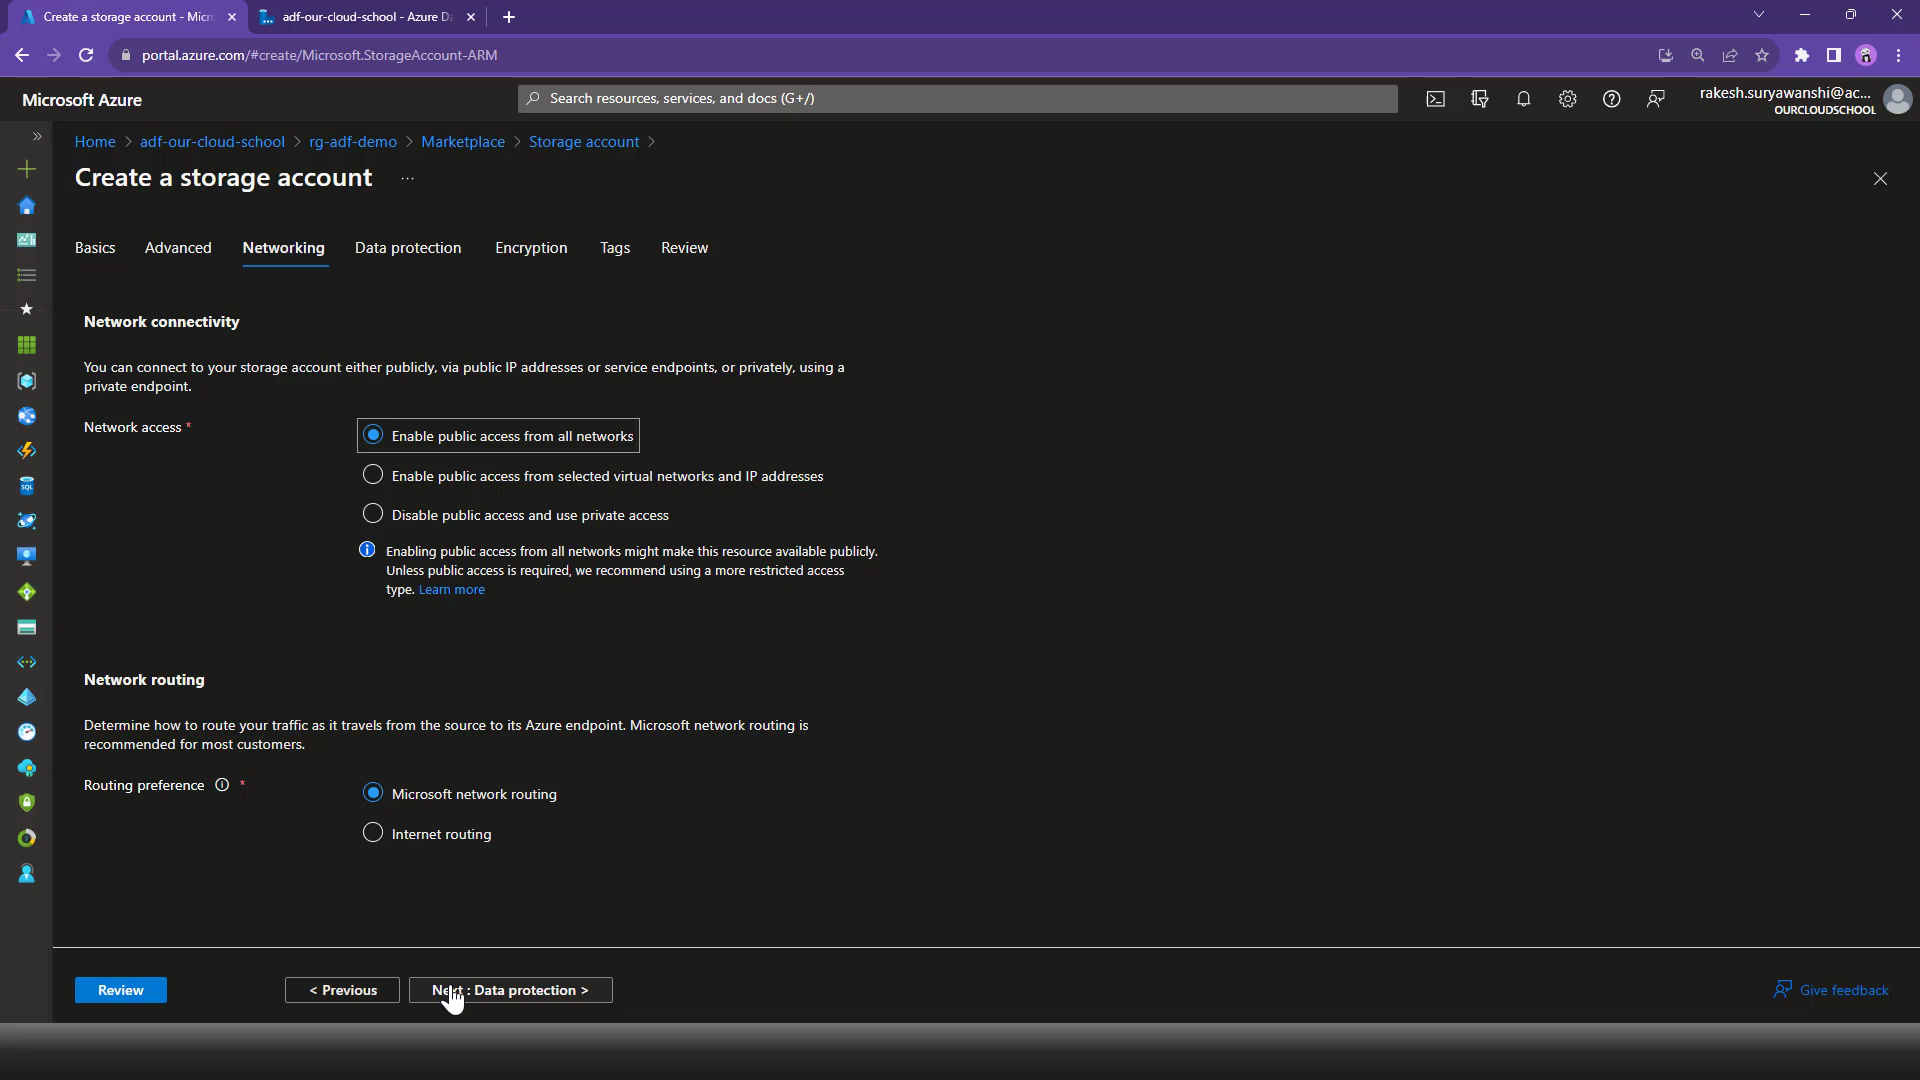 Create a storage account - Micr
adf-our-cloud-school - Azure Da
portal.azure.com/#create/Microsoft.StorageAccount-ARM
Microsoft Azure
Search resources, services, and docs (G+/)
rakesh.suryawanshi@ac...
OURCLOUDSCHOOL
Home > adf-our-cloud-school > rg-adf-demo > Marketplace > Storage account >
Create a storage account ...
Basics Advanced Networking Data protection Encryption Tags Review
Network connectivity
You can connect to your storage account either publicly, via public IP addresses or service endpoints, or privately, using a
private endpoint.
Network access *
Enable public access from all networks
Enable public access from selected virtual networks and IP addresses
Disable public access and use private access
Enabling public access from all networks might make this resource available publicly.
Unless public access is required, we recommend using a more restricted access
type. Learn more
Network routing
Determine how to route your traffic as it travels from the source to its Azure endpoint. Microsoft network routing is
recommended for most customers.
Routing preference *
Microsoft network routing
Internet routing
Review
< Previous
Next : Data protection >
Give feedback
SQL